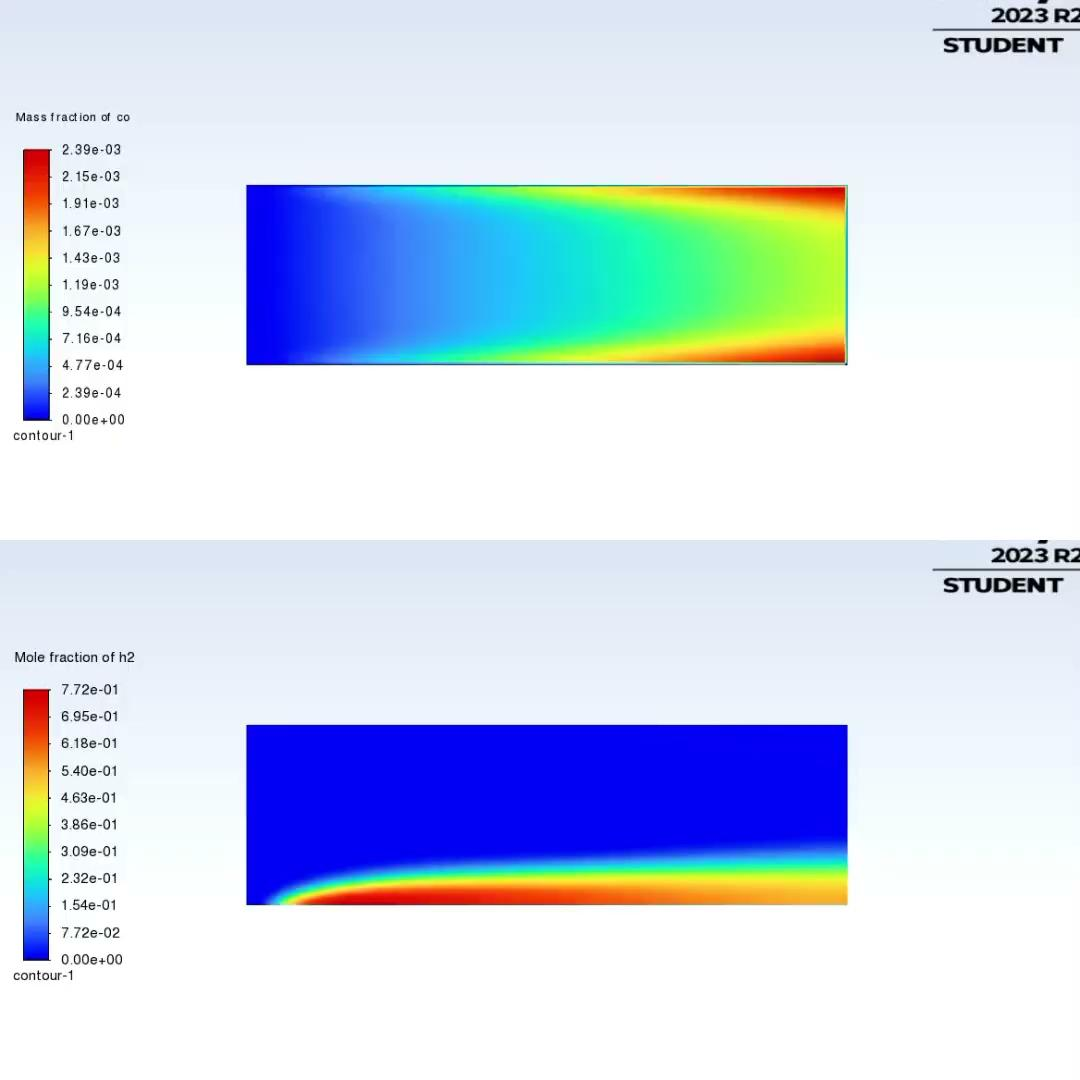 2023 R2
STUDENT
Mass fraction of co
2.39e-03
2.15e-03
1.91e-03
1.67e-03
1.43e-03
1.19e-03
9.54e-04
7.16e-04
4.77e-04
2.39e-04
0.00e+00
contour-1
2023 R2
STUDENT
Mole fraction of h2
7.72e-01
6.95e-01
6.18e-01
5.40e-01
4.63e-01
3.86e-01
3.09e-01
2.32e-01
1.54e-01
7.72e-02
0.00e+00
contour-1